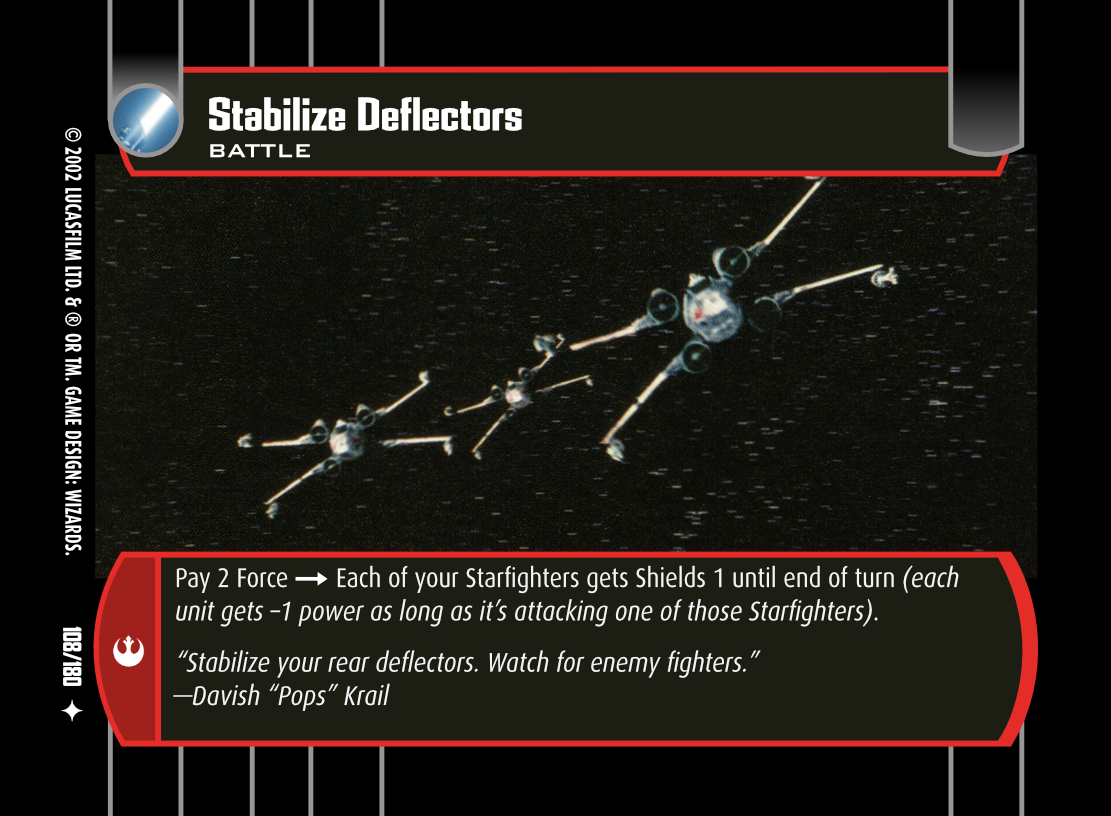 Stabilize Deflectors
BATTLE
Pay 2 Force → Each of your Starfighters gets Shields 1 until end of turn (each
unit gets –1 power as long as it's attacking one of those Starfighters).
“Stabilize your rear deflectors. Watch for enemy fighters.”
—Davish “Pops” Krail
© 2002 LUCASFILM LTD. & ® OR TM. GAME DESIGN: WIZARDS.
108/180